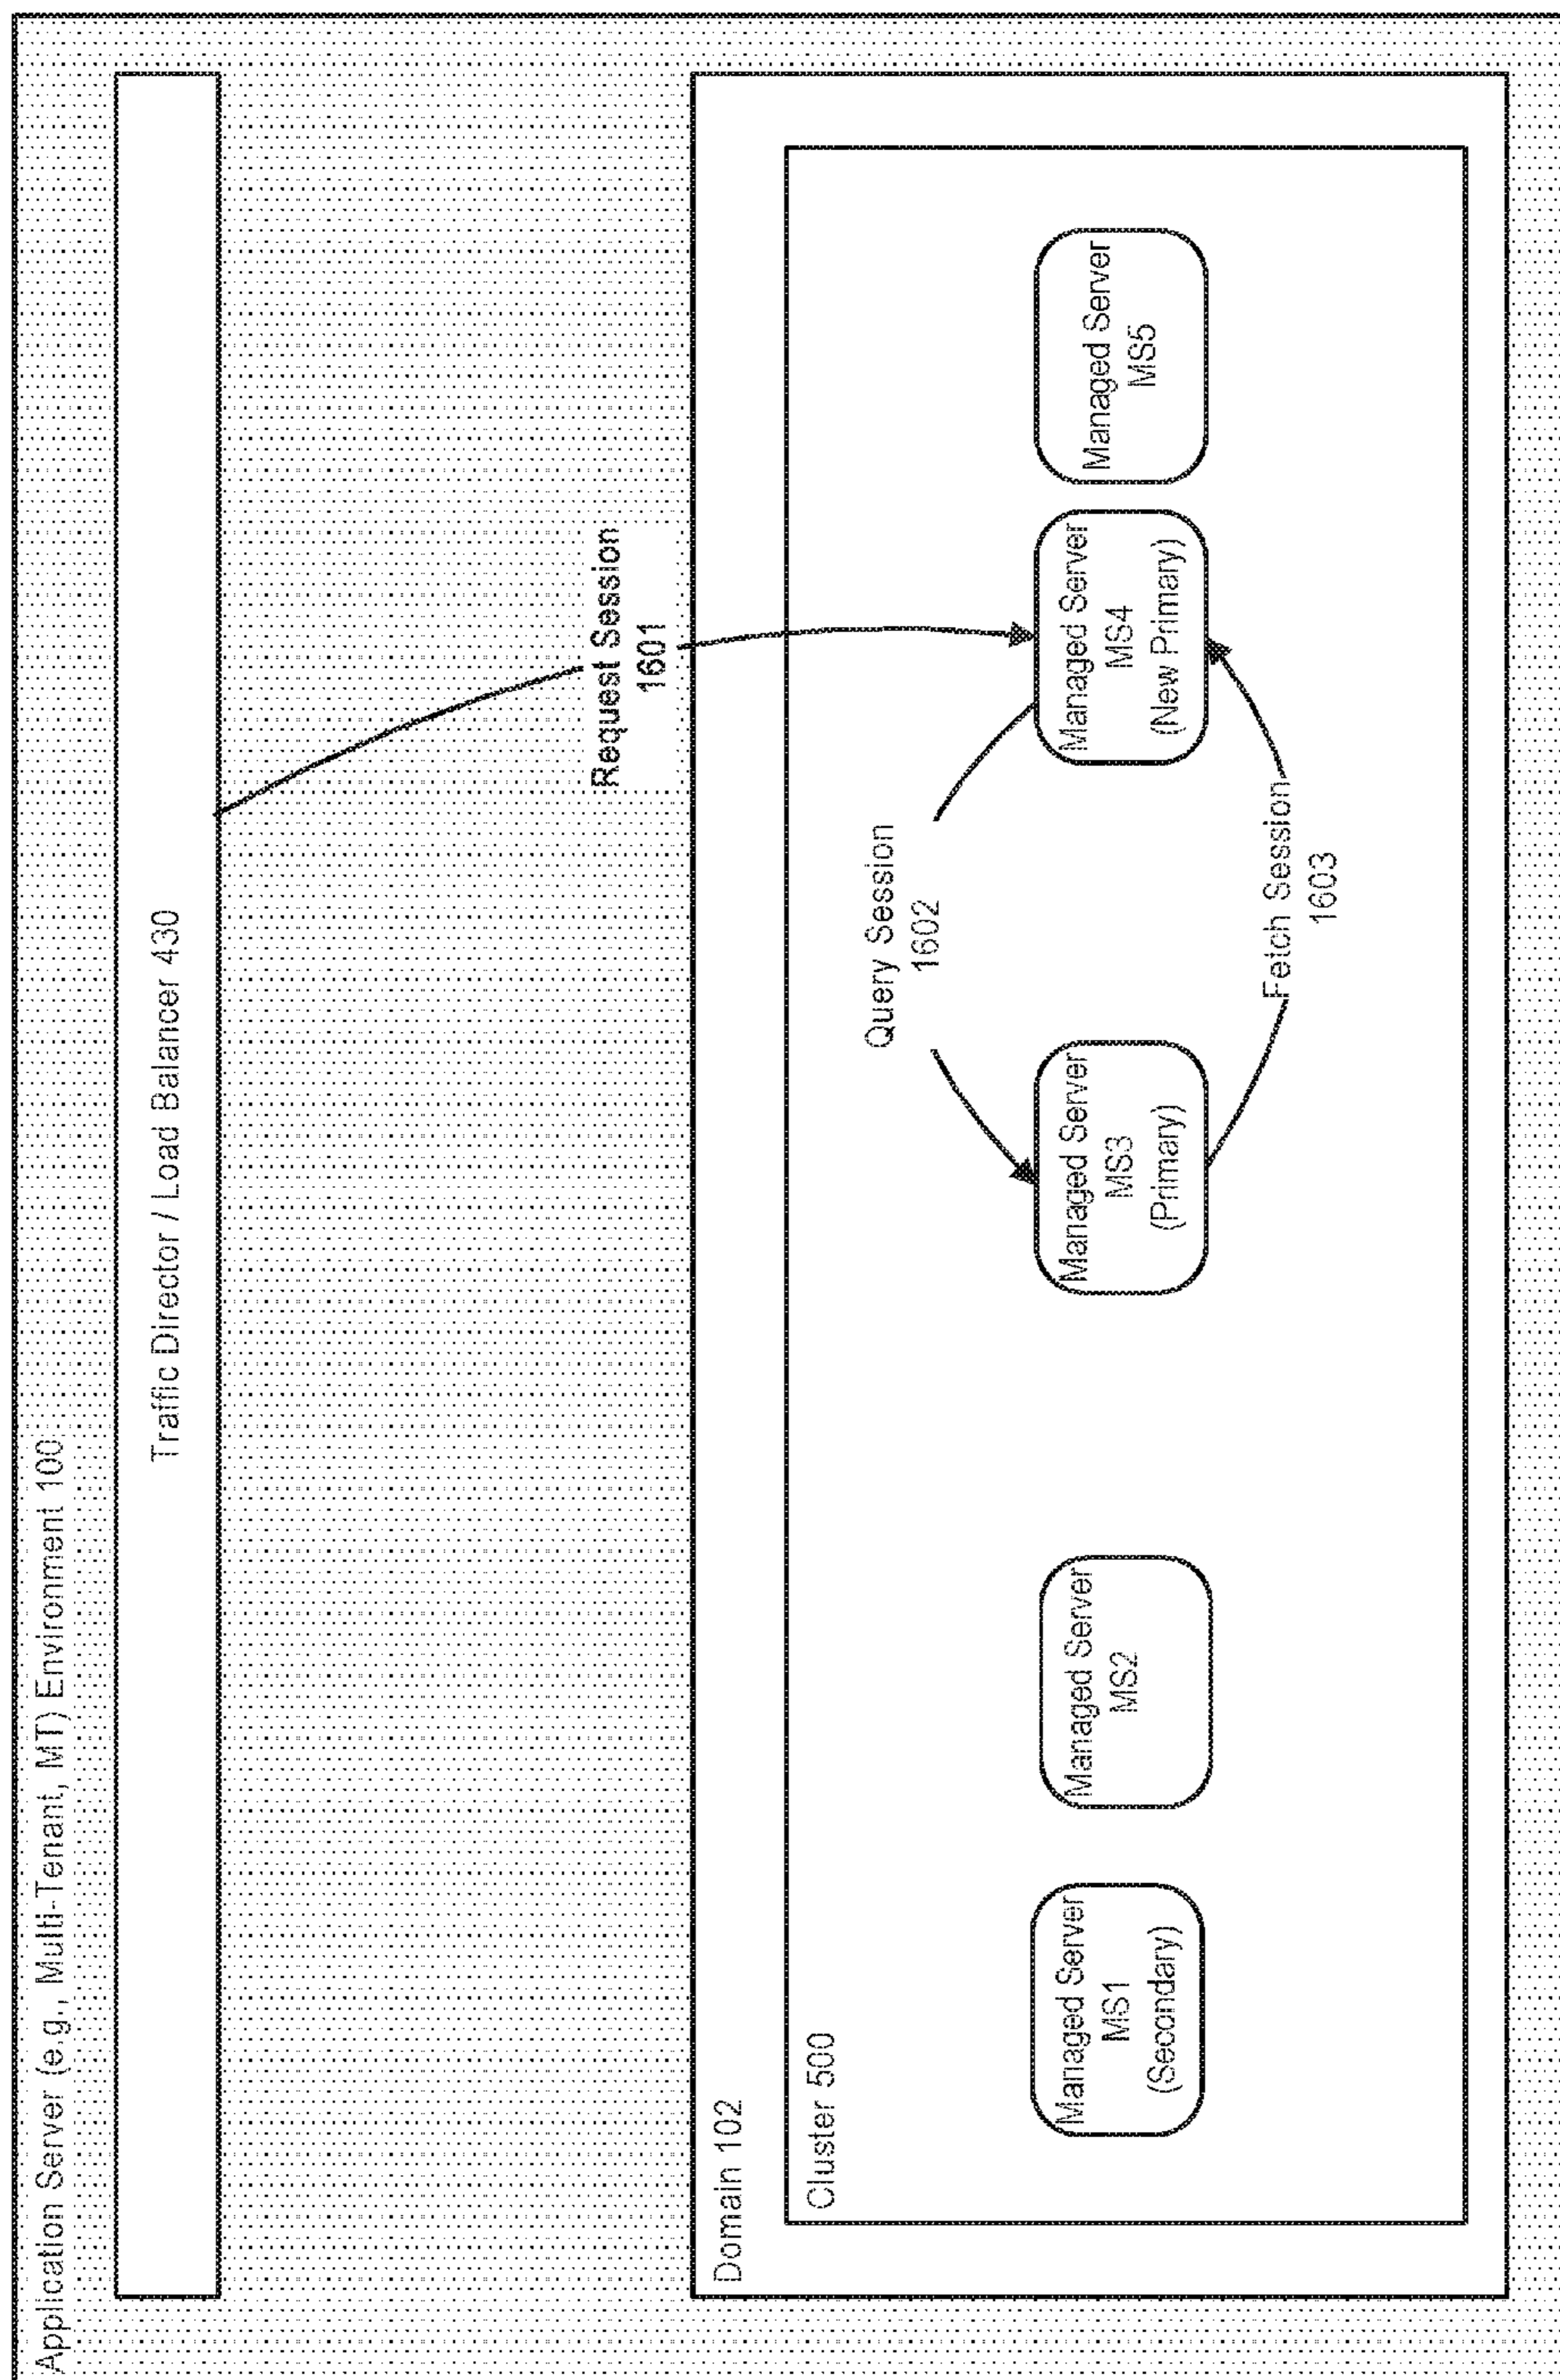 Application Server (e.g., Multi-Tenant, MT) Environment 100
Traffic Director / Load Balancer 430
Request Session
1601
Domain 102
Cluster 500
Query Session
1602
Managed Server
MS1
(Secondary)
Managed Server
MS2
Managed Server
MS3
(Primary)
Managed Server
MS4
(New Primary)
Managed Server
MS5
Fetch Session
1603